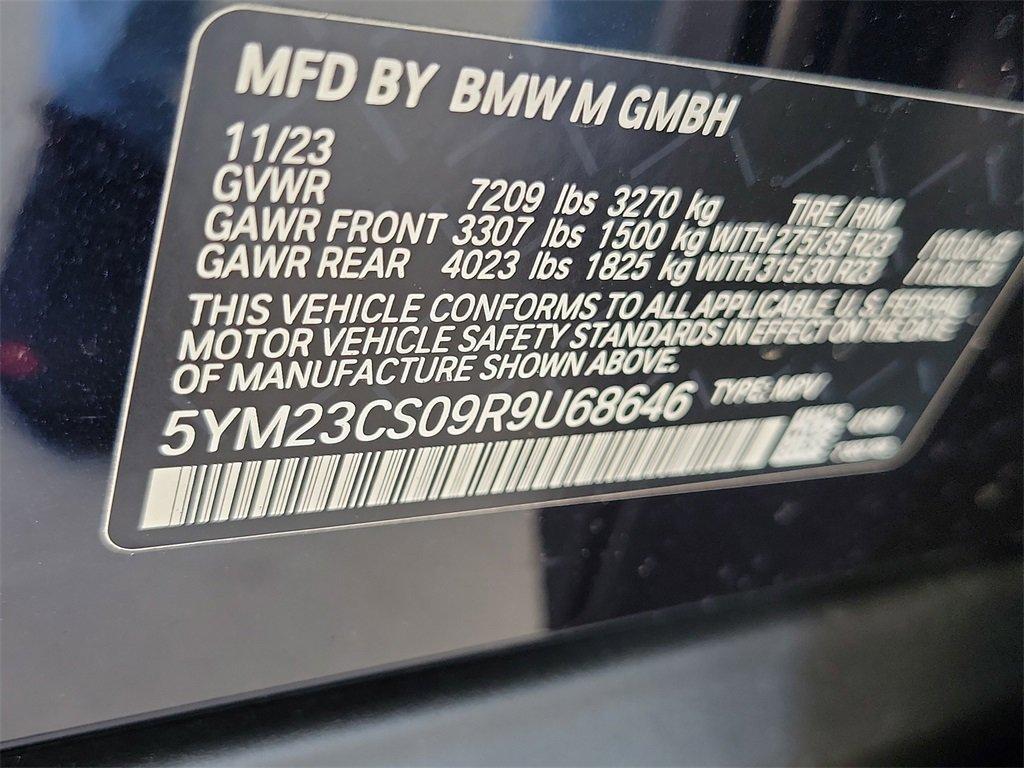 MFD BY BMW M GMBH
11/23
GVWR 7209 lbs 3270 kg TIRE/RIM
GAWR FRONT 3307 lbs 1500 kg WITH 275/35 R23
GAWR REAR 4023 lbs 1825 kg WITH 315/30 R23
THIS VEHICLE CONFORMS TO ALL APPLICABLE U.S. FEDERAL
MOTOR VEHICLE SAFETY STANDARDS IN EFFECT ON THE DATE
OF MANUFACTURE SHOWN ABOVE.
5YM23CS09R9U68646 TYPE: MPV